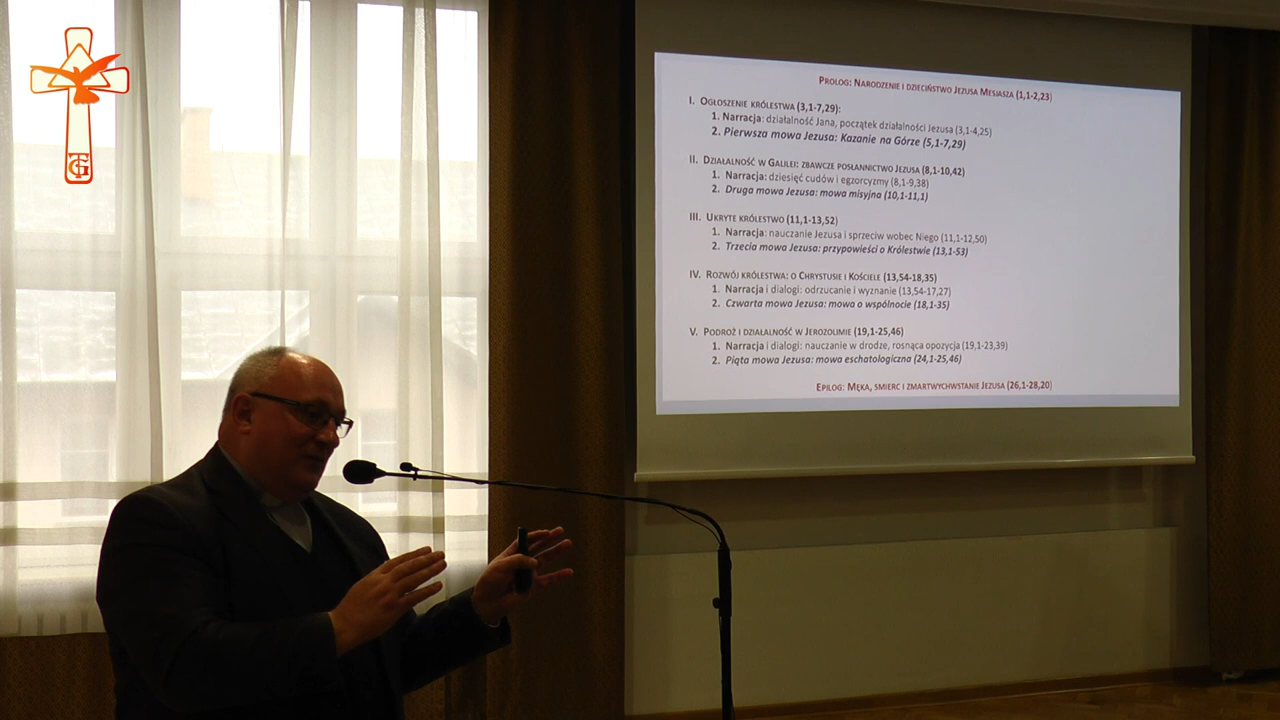 PROLOG: NARODZENIE I DZIECIŃSTWO JEZUSA MESJASZA (1,1-2,23)
I. OGŁOSZENIE KRÓLESTWA (3,1-7,29):
1. Narracja: działalność Jana, początek działalności Jezusa (3,1-4,25)
2. Pierwsza mowa Jezusa: Kazanie na Górze (5,1-7,29)
II. DZIAŁALNOŚĆ W GALILEI: ZBAWCZE POSŁANNICTWO JEZUSA (8,1-10,42)
1. Narracja: dziesięć cudów i egzorcyzmy (8,1-9,38)
2. Druga mowa Jezusa: mowa misyjna (10,1-11,1)
III. UKRYTE KRÓLESTWO (11,1-13,52)
1. Narracja: nauczanie Jezusa i sprzeciw wobec Niego (11,1-12,50)
2. Trzecia mowa Jezusa: przypowieści o Królestwie (13,1-53)
IV. ROZWÓJ KRÓLESTWA: O CHRYSTUSIE I KOŚCIELE (13,54-18,35)
1. Narracja i dialogi: odrzucanie i wyznanie (13,54-17,27)
2. Czwarta mowa Jezusa: mowa o wspólnocie (18,1-35)
V. PODRÓŻ I DZIAŁALNOŚĆ W JEROZOLIMIE (19,1-25,46)
1. Narracja i dialogi: nauczanie w drodze, rosnąca opozycja (19,1-23,39)
2. Piąta mowa Jezusa: mowa eschatologiczna (24,1-25,46)
EPILOG: MĘKA, ŚMIERC I ZMARTWYCHWSTANIE JEZUSA (26,1-28,20)